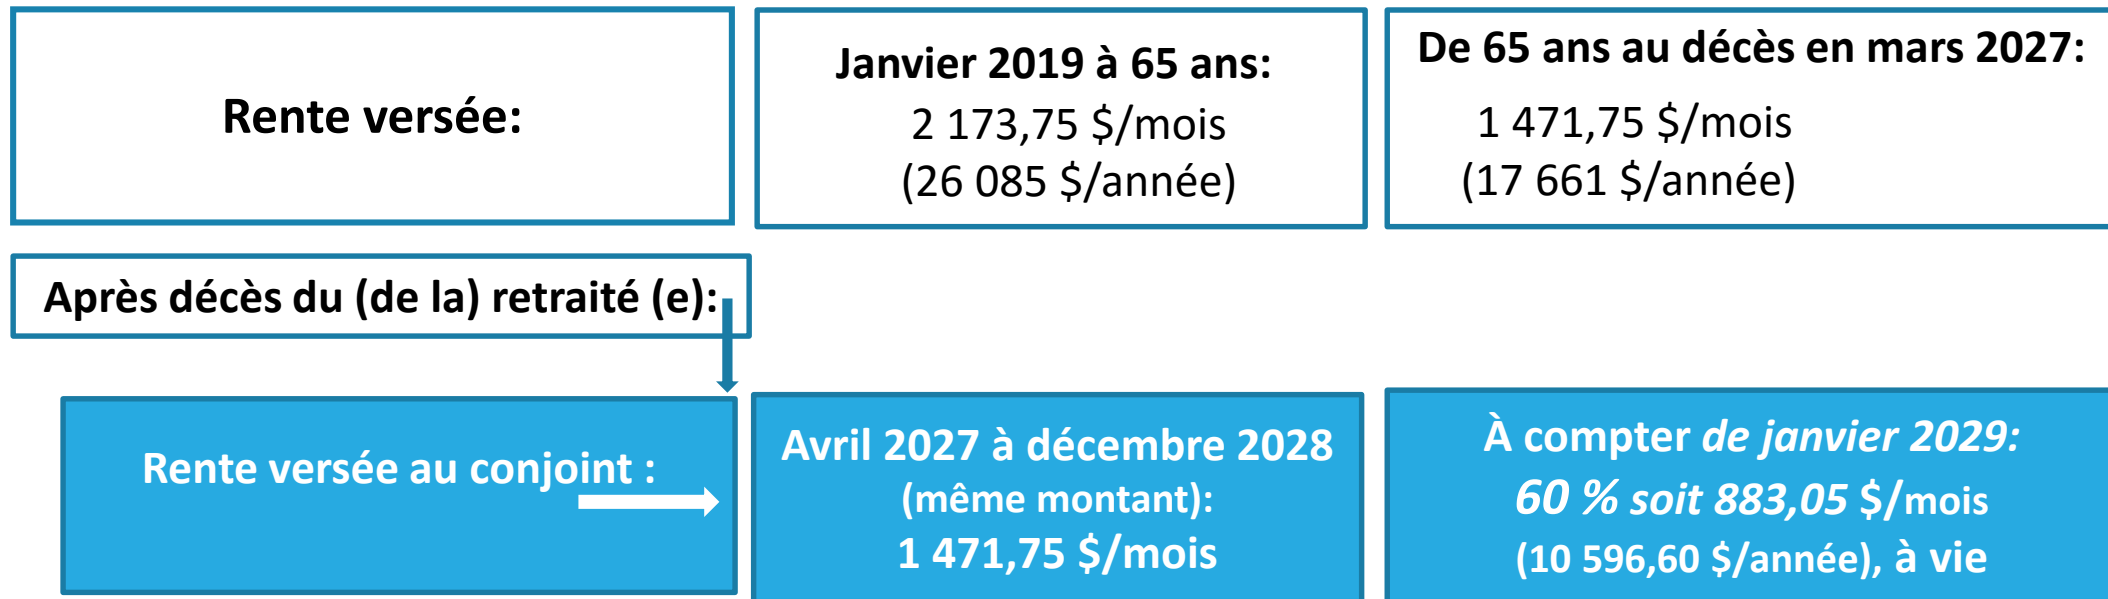 Rente versée:
Janvier 2019 à 65 ans:
2 173,75 $/mois
(26 085 $/année)
De 65 ans au décès en mars 2027:
1 471,75 $/mois
(17 661 $/année)
Après décès du (de la) retraité (e):
Rente versée au conjoint :
Avril 2027 à décembre 2028
(même montant):
1 471,75 $/mois
À compter de janvier 2029:
60 % soit 883,05 $/mois
(10 596,60 $/année), à vie